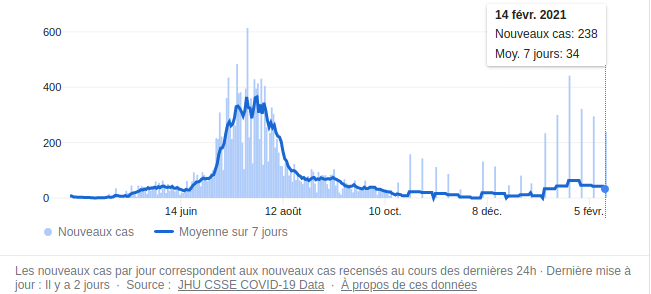 14 févr. 2021
Nouveaux cas: 238
Moy. 7 jours: 34
600
400
200
0
14 juin
12 août
10 oct.
8 déc.
5 févr.
Nouveaux cas
Moyenne sur 7 jours
Les nouveaux cas par jour correspondent aux nouveaux cas recensés au cours des dernières 24h · Dernière mise à
jour : Il y a 2 jours · Source : JHU CSSE COVID-19 Data · À propos de ces données